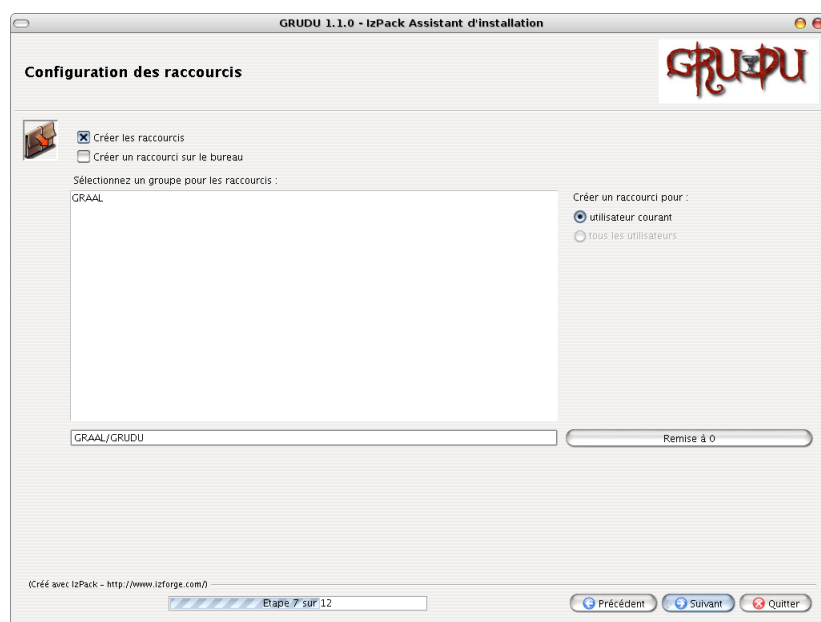 GRUDU 1.1.0 - IzPack Assistant d'installation
Configuration des raccourcis
GRUDU
Créer les raccourcis
Créer un raccourci sur le bureau
Sélectionnez un groupe pour les raccourcis :
GRAAL
Créer un raccourci pour :
utilisateur courant
tous les utilisateurs
GRAAL/GRUDU
Remise à 0
(Créé avec IzPack - http://www.izforge.com/)
Etape 7 sur 12
Précédent
Suivant
Quitter